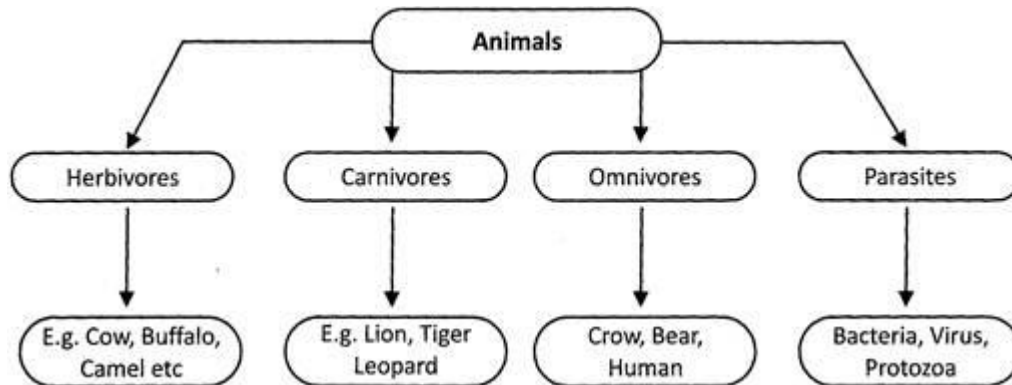 Animals
Herbivores
Carnivores
Omnivores
Parasites
E.g. Cow, Buffalo,
Camel etc
E.g. Lion, Tiger
Leopard
Crow, Bear,
Human
Bacteria, Virus,
Protozoa